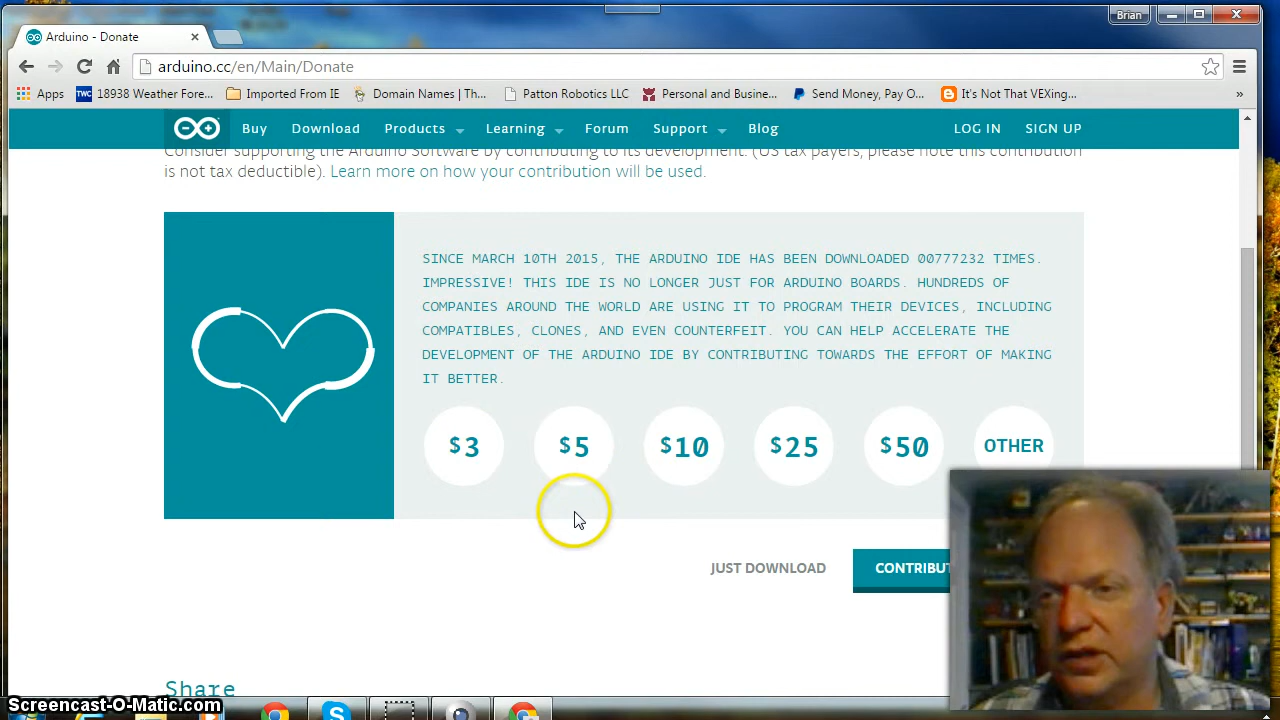 Brian
Arduino - Donate
arduino.cc/en/Main/Donate
Apps
TWC
18938 Weather Fore...
Imported From IE
Domain Names | Th...
Patton Robotics LLC
Personal and Busine...
Send Money, Pay O...
It's Not That VEXing...
»
Buy
Download
Products
Learning
Forum
Support
Blog
LOG IN
SIGN UP
Consider supporting the Arduino Software by contributing to its development. (US tax payers, please note this contribution
is not tax deductible). Learn more on how your contribution will be used.
SINCE MARCH 10TH 2015, THE ARDUINO IDE HAS BEEN DOWNLOADED 00777232 TIMES.
IMPRESSIVE! THIS IDE IS NO LONGER JUST FOR ARDUINO BOARDS. HUNDREDS OF
COMPANIES AROUND THE WORLD ARE USING IT TO PROGRAM THEIR DEVICES, INCLUDING
COMPATIBLES, CLONES, AND EVEN COUNTERFEIT. YOU CAN HELP ACCELERATE THE
DEVELOPMENT OF THE ARDUINO IDE BY CONTRIBUTING TOWARDS THE EFFORT OF MAKING
IT BETTER.
$3
$5
$10
$25
$50
OTHER
JUST DOWNLOAD
CONTRIBUT
Share
Screencast-O-Matic.com